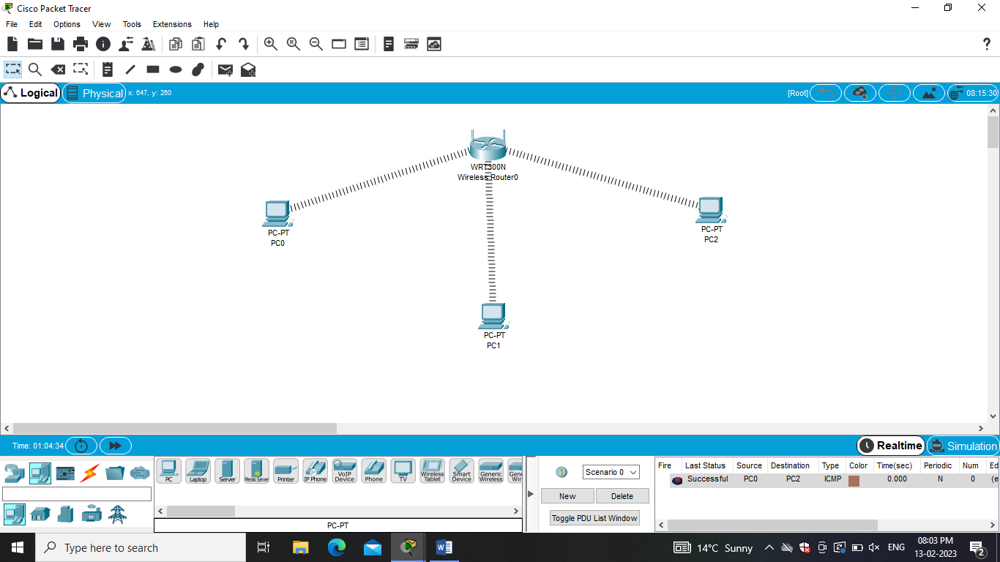 Cisco Packet Tracer
File Edit Options View Tools Extensions Help
?
Logical Physical x: 647, y: 260 [Root] 08:15:30
WRT300N
Wireless Router0
PC-PT
PC0
PC-PT
PC2
PC-PT
PC1
Time: 01:04:34 Realtime Simulation
PC Laptop Server Meraki Server Printer IP Phone VoIP Device Phone TV Wireless Tablet Smart Device Generic Wireless
Scenario 0
New Delete
Toggle PDU List Window
Fire Last Status Source Destination Type Color Time(sec) Periodic Num Ed
Successful PC0 PC2 ICMP 0.000 N 0 (e
PC-PT
Type here to search
14°C Sunny ENG
08:03 PM
13-02-2023
2